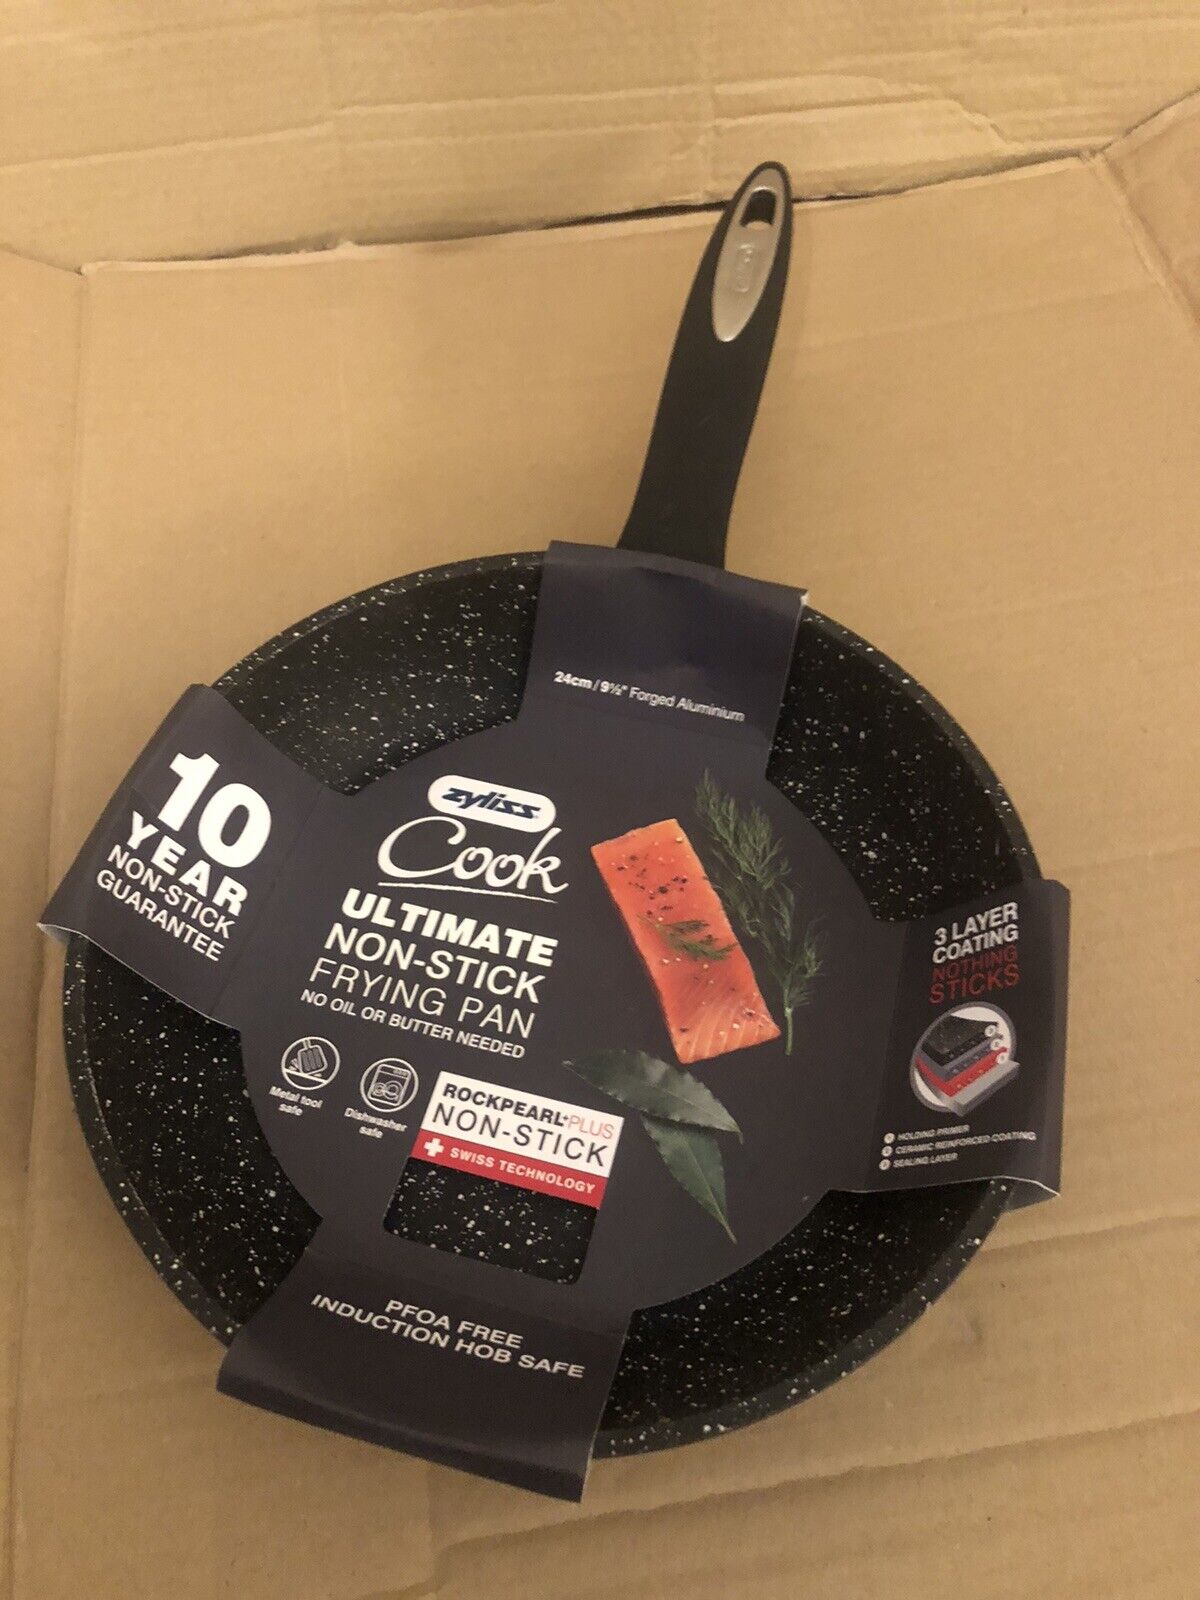 24cm / 9½" Forged Aluminium
10
YEAR
NON-STICK
GUARANTEE
zyliss
Cook
ULTIMATE
NON-STICK
FRYING PAN
NO OIL OR BUTTER NEEDED
Metal tool
safe
Dishwasher
safe
ROCKPEARL+PLUS
NON-STICK
SWISS TECHNOLOGY
3 LAYER
COATING
NOTHING
STICKS
HOLDING PRIMER
CERAMIC REINFORCED COATING
SEALING LAYER
PFOA FREE
INDUCTION HOB SAFE